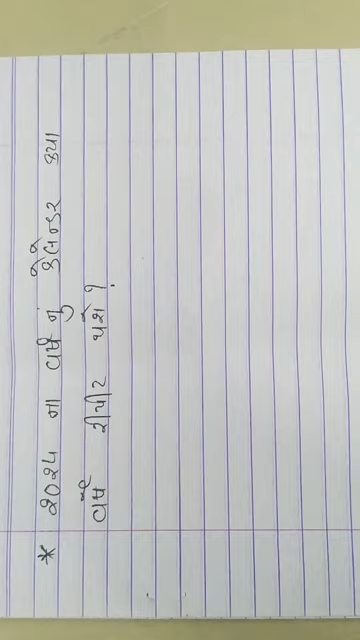 * ૨૦૨૫ ના વર્ષ નું કેલેન્ડર કયા
વર્ષે રીપીટ થશે ?